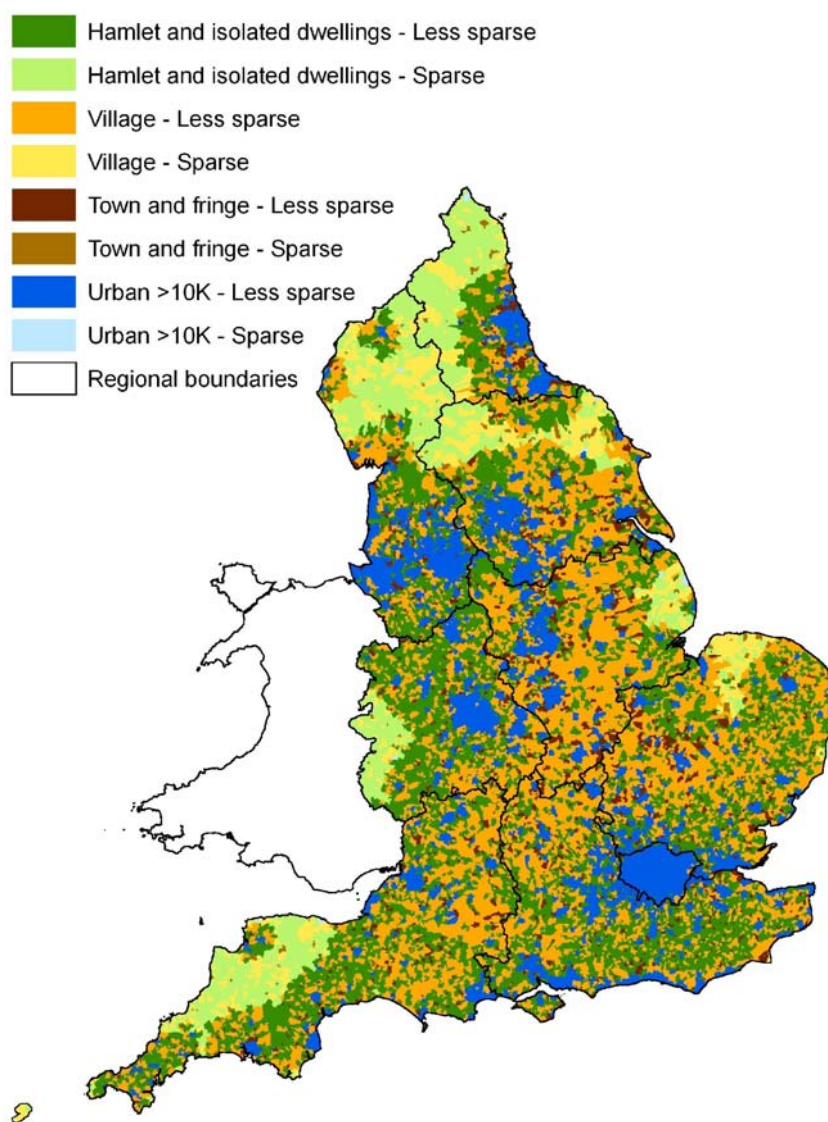 Hamlet and isolated dwellings - Less sparse
Hamlet and isolated dwellings - Sparse
Village - Less sparse
Village - Sparse
Town and fringe - Less sparse
Town and fringe - Sparse
Urban >10K - Less sparse
Urban >10K - Sparse
Regional boundaries